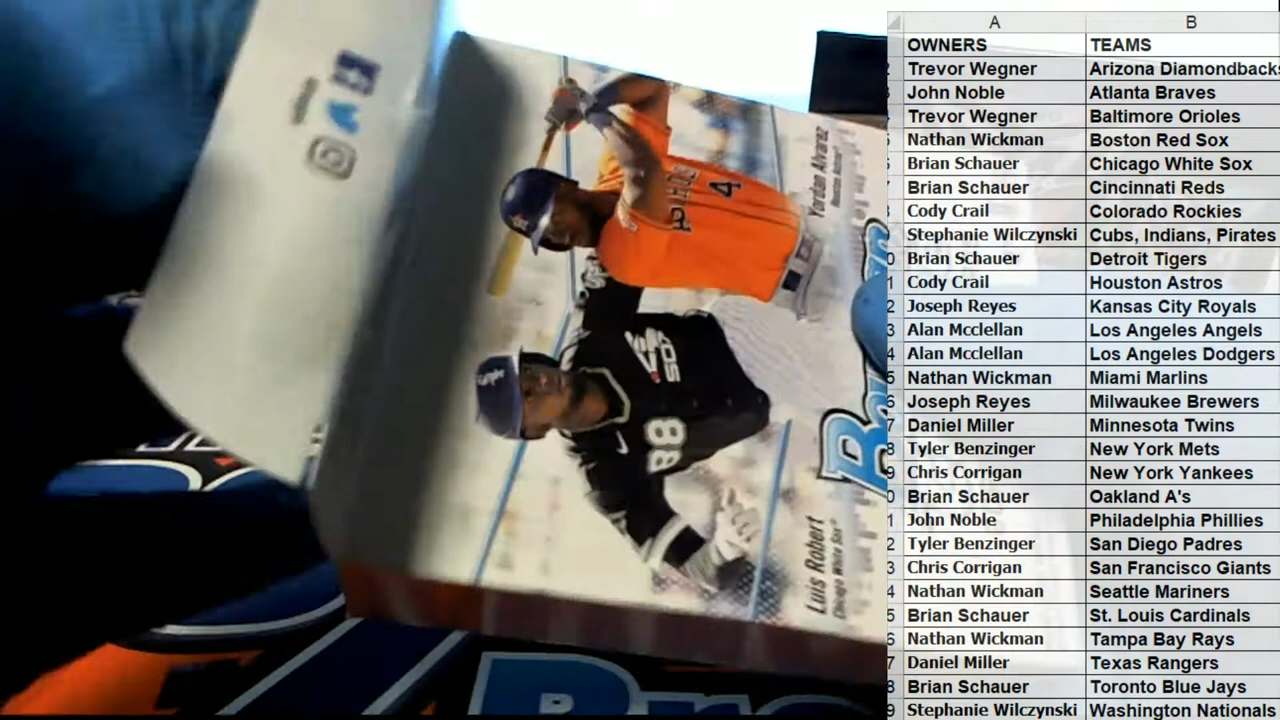 A B
OWNERS TEAMS
Trevor Wegner Arizona Diamondbacks
John Noble Atlanta Braves
Trevor Wegner Baltimore Orioles
Nathan Wickman Boston Red Sox
Brian Schauer Chicago White Sox
Brian Schauer Cincinnati Reds
Cody Crail Colorado Rockies
Stephanie Wilczynski Cubs, Indians, Pirates
Brian Schauer Detroit Tigers
Cody Crail Houston Astros
Joseph Reyes Kansas City Royals
Alan Mcclellan Los Angeles Angels
Alan Mcclellan Los Angeles Dodgers
Nathan Wickman Miami Marlins
Joseph Reyes Milwaukee Brewers
Daniel Miller Minnesota Twins
Tyler Benzinger New York Mets
Chris Corrigan New York Yankees
Brian Schauer Oakland A's
John Noble Philadelphia Phillies
Tyler Benzinger San Diego Padres
Chris Corrigan San Francisco Giants
Nathan Wickman Seattle Mariners
Brian Schauer St. Louis Cardinals
Nathan Wickman Tampa Bay Rays
Daniel Miller Texas Rangers
Brian Schauer Toronto Blue Jays
Stephanie Wilczynski Washington Nationals
Yordan Alvarez
Houston Astros
4
Luis Robert
Chicago White Sox
88
SOX